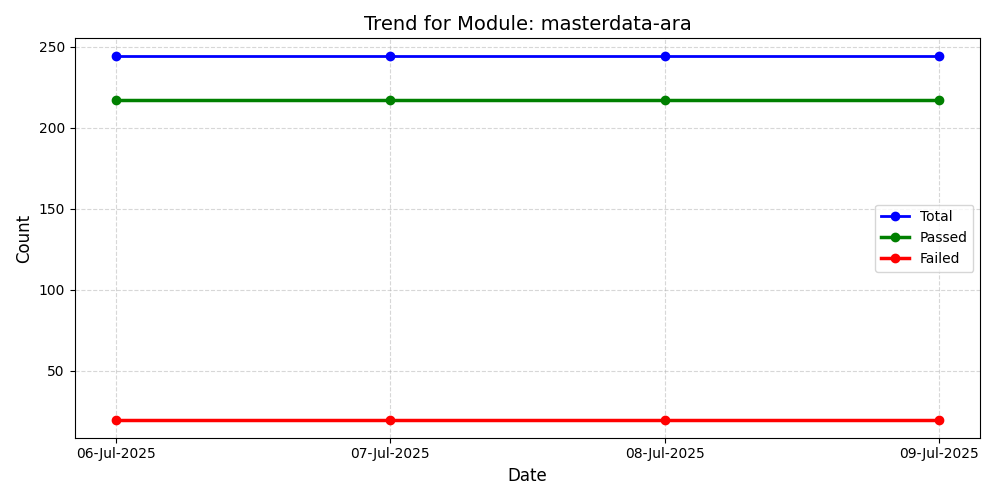 Trend for Module: masterdata-ara
250
200
150
100
50
Count
Total
Passed
Failed
06-Jul-2025 07-Jul-2025 08-Jul-2025 09-Jul-2025
Date